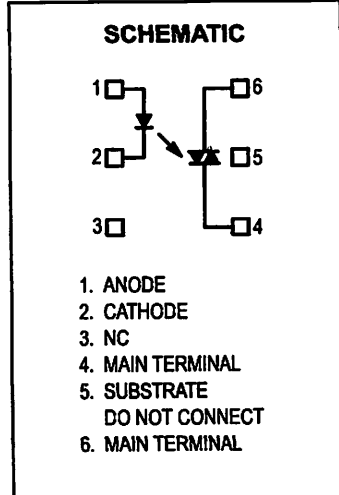 SCHEMATIC
1 6
2 5
3 4
1. ANODE
2. CATHODE
3. NC
4. MAIN TERMINAL
5. SUBSTRATE
DO NOT CONNECT
6. MAIN TERMINAL